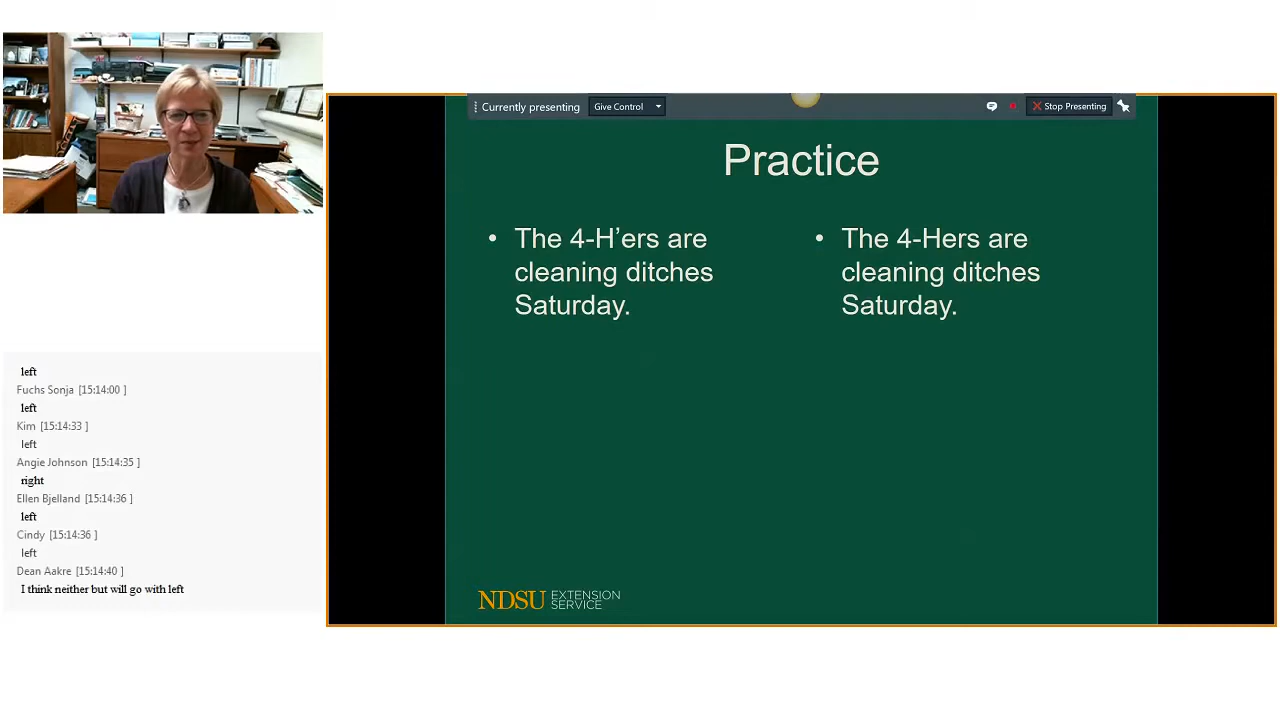 Currently presenting Give Control Stop Presenting
Practice
• The 4-H’ers are
cleaning ditches
Saturday.
• The 4-Hers are
cleaning ditches
Saturday.
NDSU EXTENSION
SERVICE
left
Fuchs Sonja [15:14:00 ]
left
Kim [15:14:33 ]
left
Angie Johnson [15:14:35 ]
right
Ellen Bjelland [15:14:36 ]
left
Cindy [15:14:36 ]
left
Dean Aakre [15:14:40 ]
I think neither but will go with left